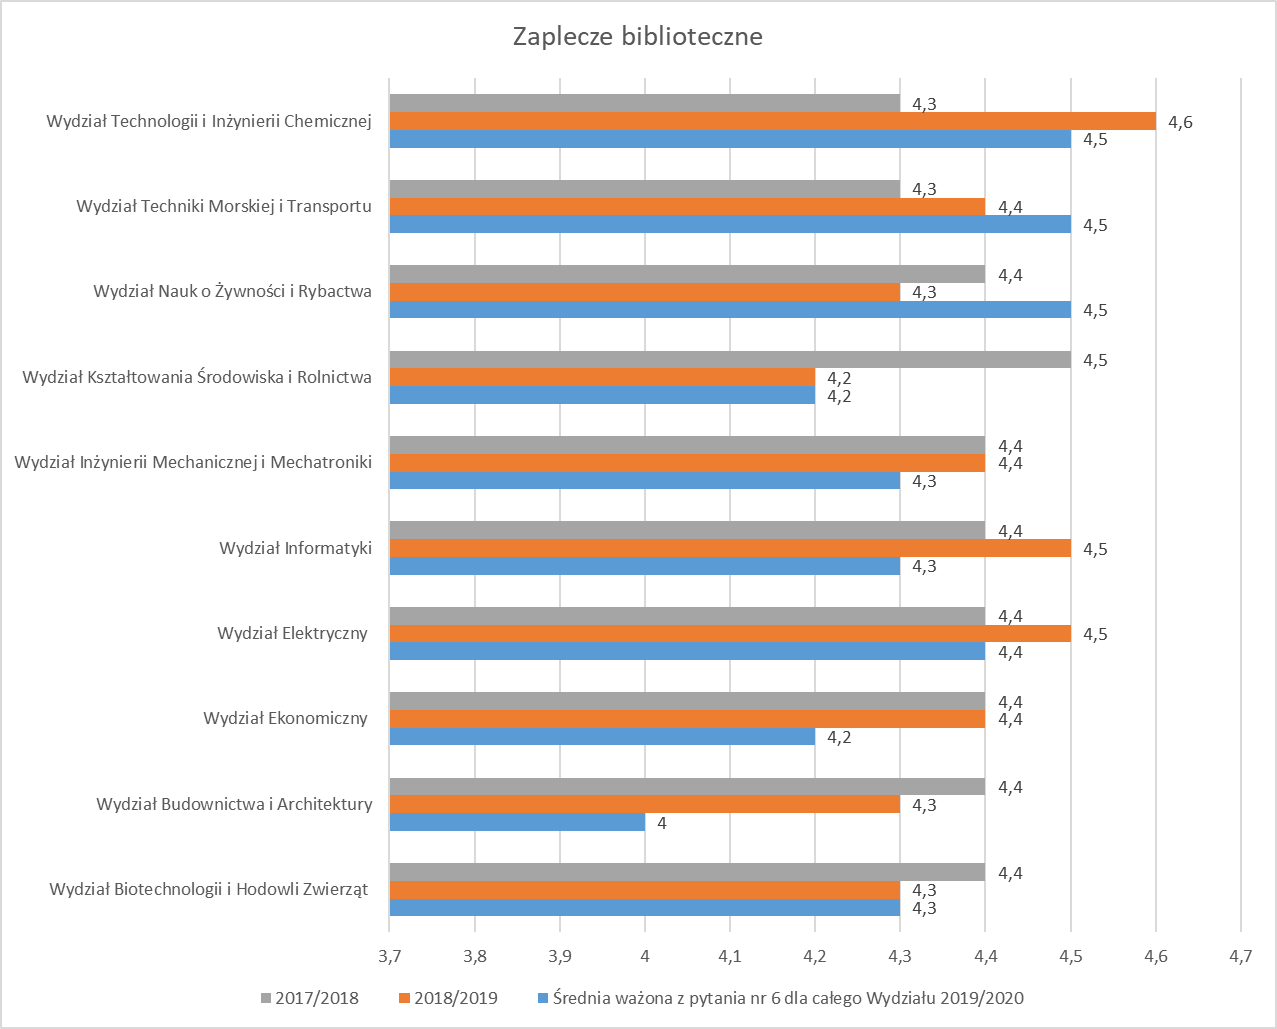 Zaplecze biblioteczne
Wydział Technologii i Inżynierii Chemicznej
4,3
4,6
4,5
Wydział Techniki Morskiej i Transportu
4,3
4,4
4,5
Wydział Nauk o Żywności i Rybactwa
4,4
4,3
4,5
Wydział Kształtowania Środowiska i Rolnictwa
4,5
4,2
4,2
Wydział Inżynierii Mechanicznej i Mechatroniki
4,4
4,4
4,3
Wydział Informatyki
4,4
4,5
4,3
Wydział Elektryczny
4,4
4,5
4,4
Wydział Ekonomiczny
4,4
4,4
4,2
Wydział Budownictwa i Architektury
4,4
4,3
4
Wydział Biotechnologii i Hodowli Zwierząt
4,4
4,3
4,3
3,7 3,8 3,9 4 4,1 4,2 4,3 4,4 4,5 4,6 4,7
2017/2018 2018/2019 Średnia ważona z pytania nr 6 dla całego Wydziału 2019/2020